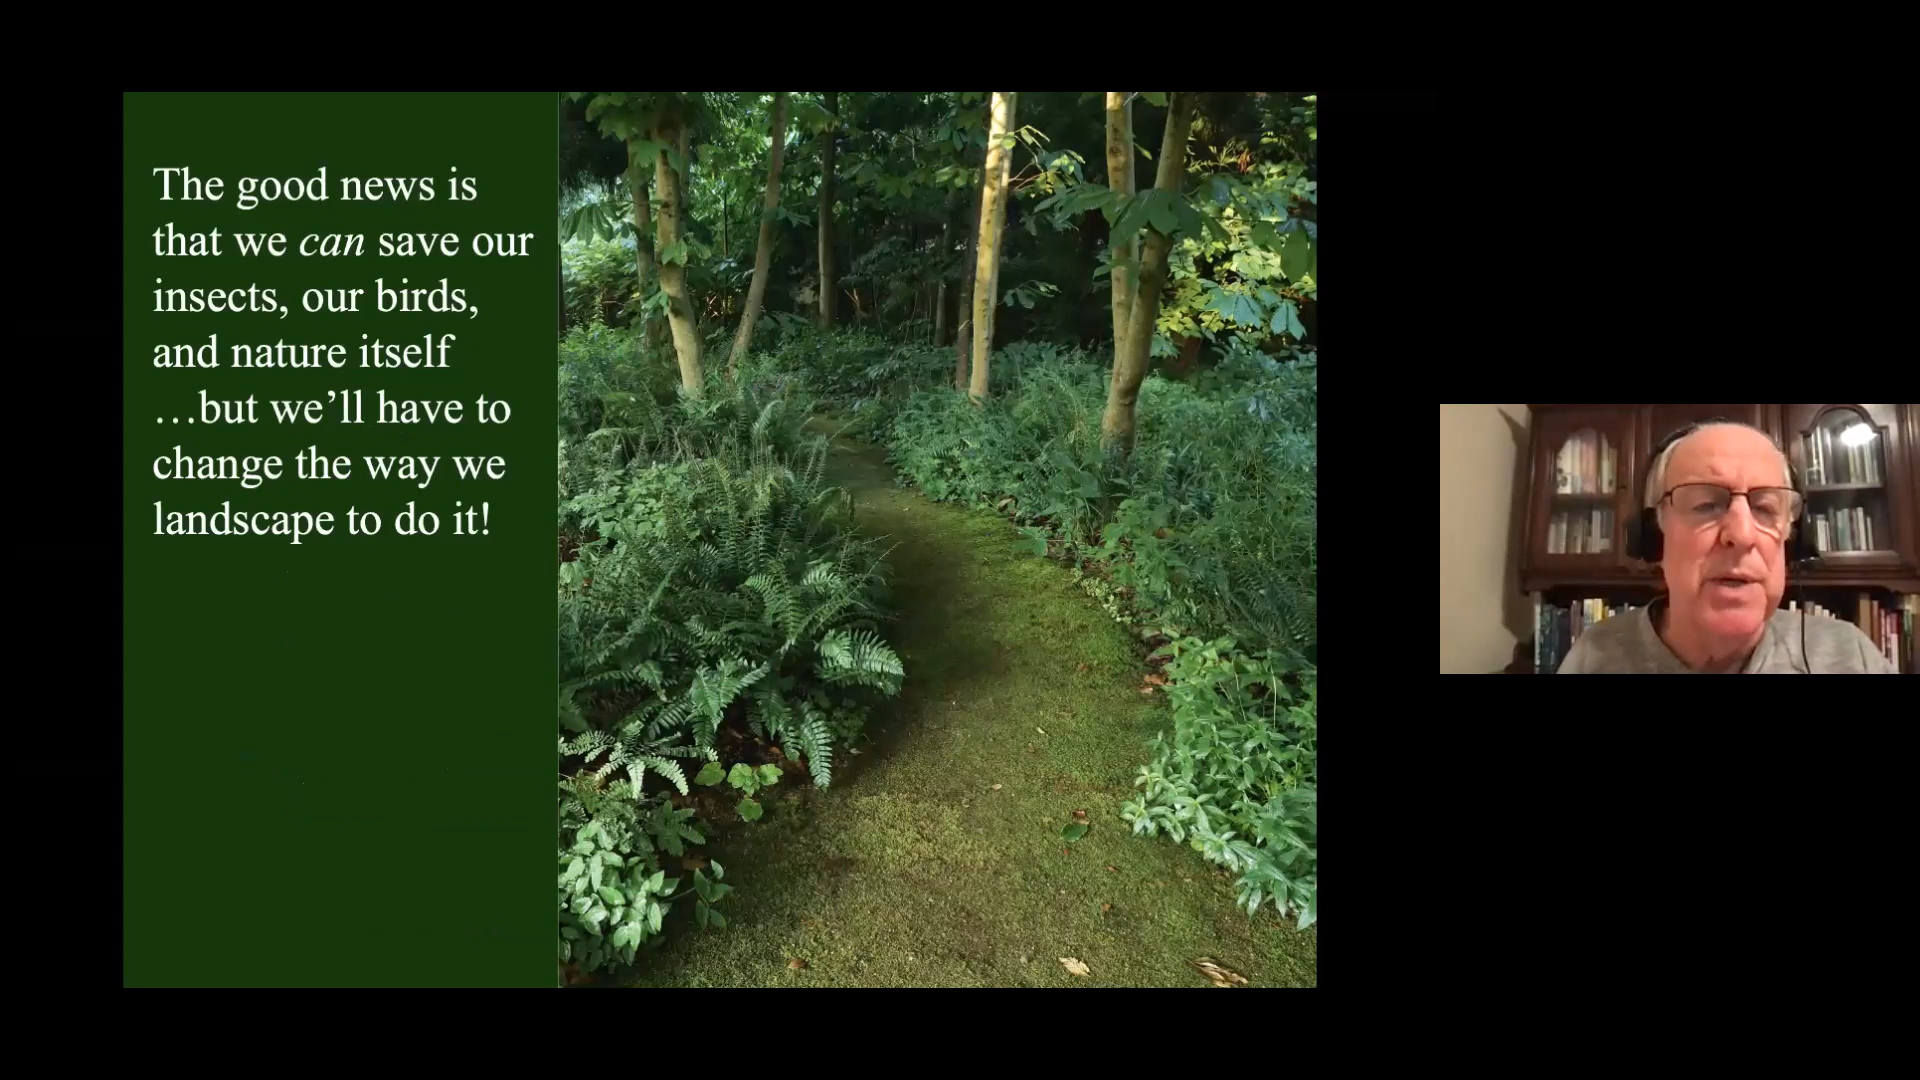 The good news is
that we can save our
insects, our birds,
and nature itself
…but we’ll have to
change the way we
landscape to do it!